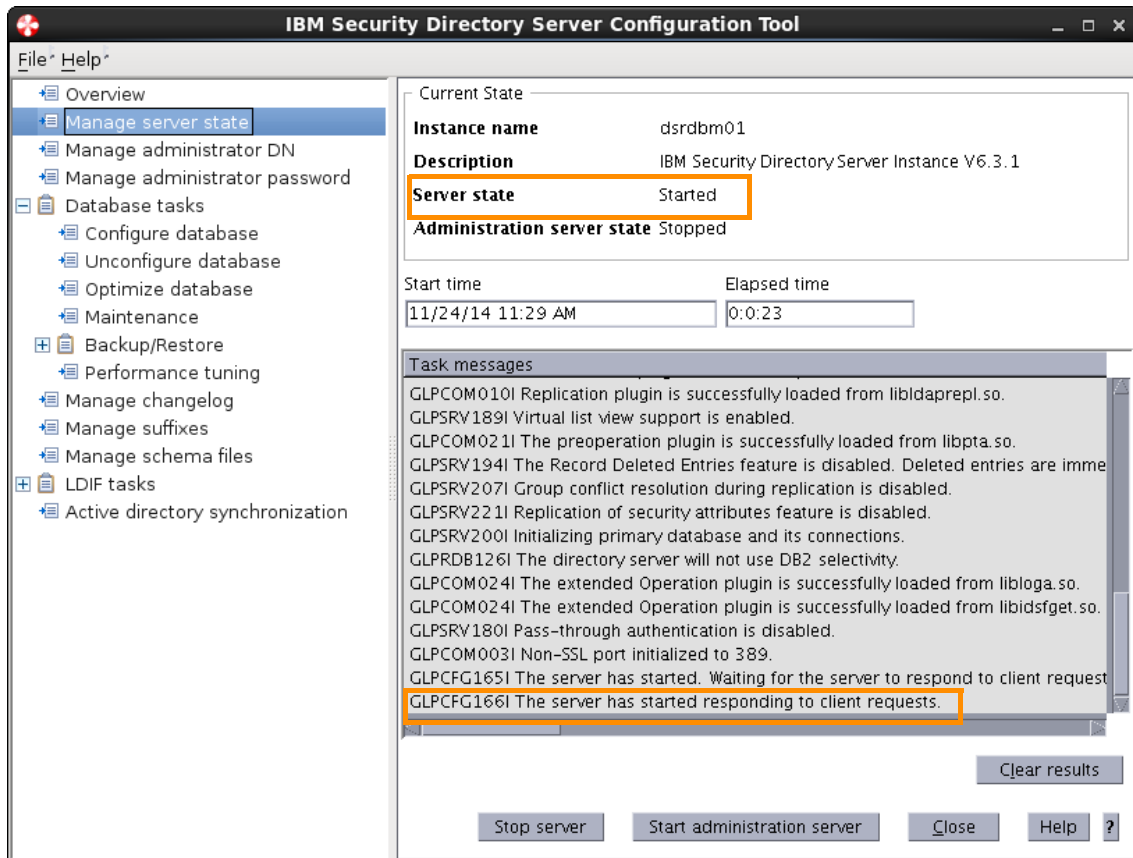 IBM Security Directory Server Configuration Tool
File Help
Overview
Manage server state
Manage administrator DN
Manage administrator password
Database tasks
Configure database
Unconfigure database
Optimize database
Maintenance
Backup/Restore
Performance tuning
Manage changelog
Manage suffixes
Manage schema files
LDIF tasks
Active directory synchronization
Current State
Instance name dsrdbm01
Description IBM Security Directory Server Instance V6.3.1
Server state Started
Administration server state Stopped
Start time Elapsed time
11/24/14 11:29 AM 0:0:23
Task messages
GLPCOM010I Replication plugin is successfully loaded from libldaprepl.so.
GLPSRV189I Virtual list view support is enabled.
GLPCOM021I The preoperation plugin is successfully loaded from libpta.so.
GLPSRV194I The Record Deleted Entries feature is disabled. Deleted entries are imme
GLPSRV207I Group conflict resolution during replication is disabled.
GLPSRV221I Replication of security attributes feature is disabled.
GLPSRV200I Initializing primary database and its connections.
GLPRDB126I The directory server will not use DB2 selectivity.
GLPCOM024I The extended Operation plugin is successfully loaded from libloga.so.
GLPCOM024I The extended Operation plugin is successfully loaded from libidsfget.so.
GLPSRV180I Pass-through authentication is disabled.
GLPCOM003I Non-SSL port initialized to 389.
GLPCFG165I The server has started. Waiting for the server to respond to client request
GLPCFG166I The server has started responding to client requests.
Clear results
Stop server Start administration server Close Help ?